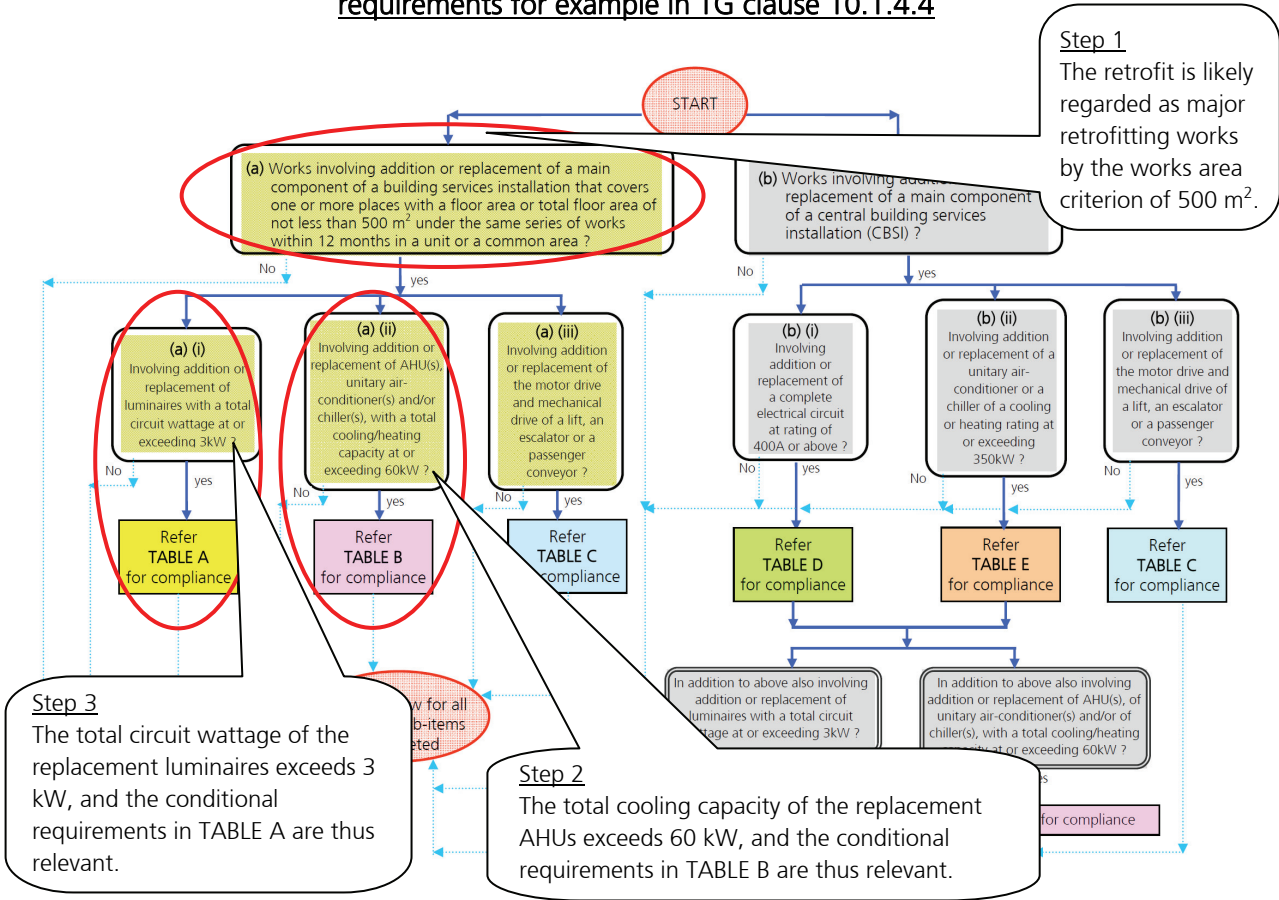 requirements for example in TG clause 10.1.4.4
Step 1
The retrofit is likely
regarded as major
retrofitting works
by the works area
criterion of 500 m².
START
(a) Works involving addition or replacement of a main
component of a building services installation that covers
one or more places with a floor area or total floor area of
not less than 500 m² under the same series of works
within 12 months in a unit or a common area ?
(b) Works involving
replacement of a main component
of a central building services
installation (CBSI) ?
No
yes
No
yes
(a) (i)
Involving addition or
replacement of
luminaires with a total
circuit wattage at or
exceeding 3kW ?
(a) (ii)
Involving addition or
replacement of AHU(s),
unitary air-
conditioner(s) and/or
chiller(s), with a total
cooling/heating
capacity at or
exceeding 60kW ?
(a) (iii)
Involving addition
or replacement of
the motor drive
and mechanical
drive of a lift, an
escalator or a
passenger
conveyor ?
(b) (i)
Involving
addition or
replacement of
a complete
electrical circuit
at rating of
400A or above ?
(b) (ii)
Involving addition
or replacement of a
unitary air-
conditioner or a
chiller of a cooling
or heating rating at
or exceeding
350kW ?
(b) (iii)
Involving addition
or replacement of
the motor drive and
mechanical drive of
a lift, an escalator
or a passenger
conveyor ?
No
yes
No
yes
No
yes
No
yes
No
yes
No
yes
Refer
TABLE A
for compliance
Refer
TABLE B
for compliance
Refer
TABLE C
compliance
Refer
TABLE D
for compliance
Refer
TABLE E
for compliance
Refer
TABLE C
for compliance
for all
In addition to above also involving
addition or replacement of
luminaires with a total circuit
at or exceeding 3kW ?
In addition to above also involving
addition or replacement of AHU(s), of
unitary air-conditioner(s) and/or of
chiller(s), with a total cooling/heating
at or exceeding 60kW ?
for compliance
Step 3
The total circuit wattage of the
replacement luminaires exceeds 3
kW, and the conditional
requirements in TABLE A are thus
relevant.
Step 2
The total cooling capacity of the replacement
AHUs exceeds 60 kW, and the conditional
requirements in TABLE B are thus relevant.